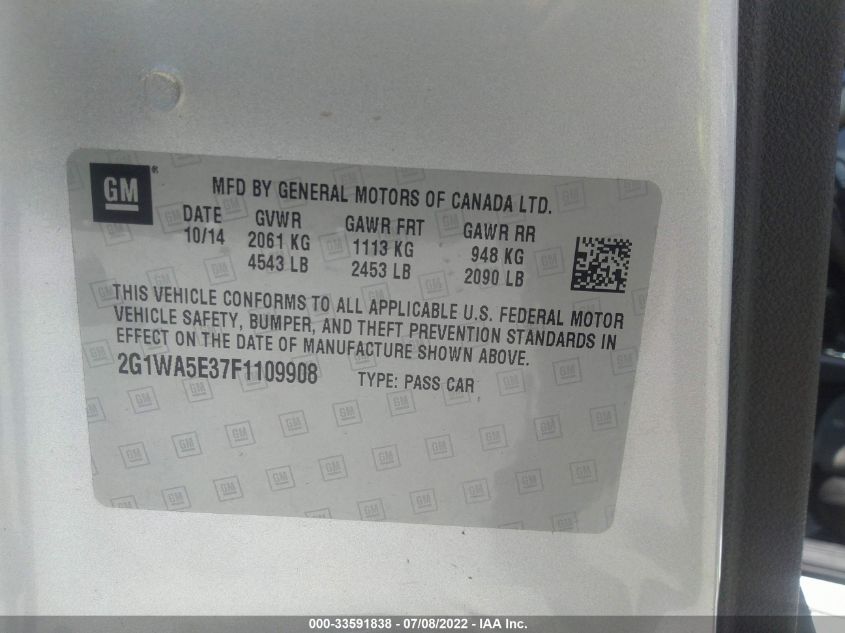 GM ®
MFD BY GENERAL MOTORS OF CANADA LTD.
DATE GVWR GAWR FRT GAWR RR
10/14 2061 KG 1113 KG 948 KG
4543 LB 2453 LB 2090 LB
THIS VEHICLE CONFORMS TO ALL APPLICABLE U.S. FEDERAL MOTOR
VEHICLE SAFETY, BUMPER, AND THEFT PREVENTION STANDARDS IN
EFFECT ON THE DATE OF MANUFACTURE SHOWN ABOVE.
2G1WA5E37F1109908 TYPE: PASS CAR
000-33591838 - 07/08/2022 - IAA Inc.